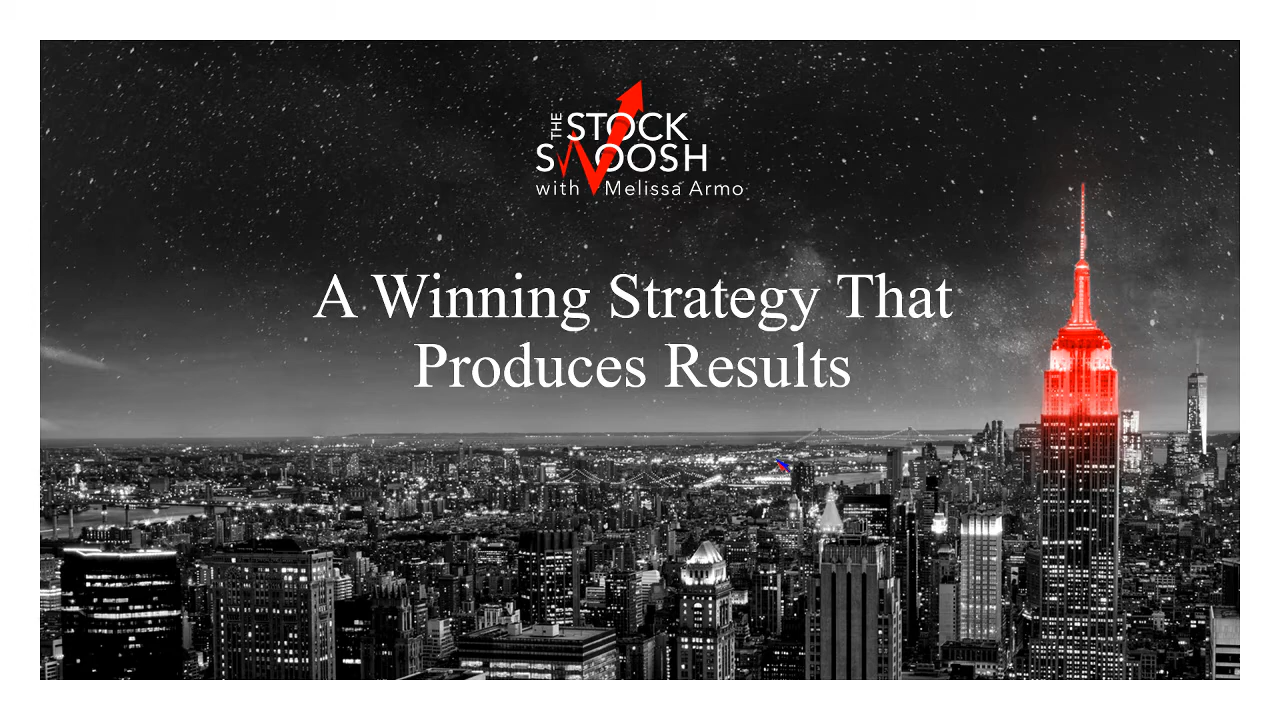 THE STOCK
SWOOSH
with Melissa Armo
A Winning Strategy That
Produces Results